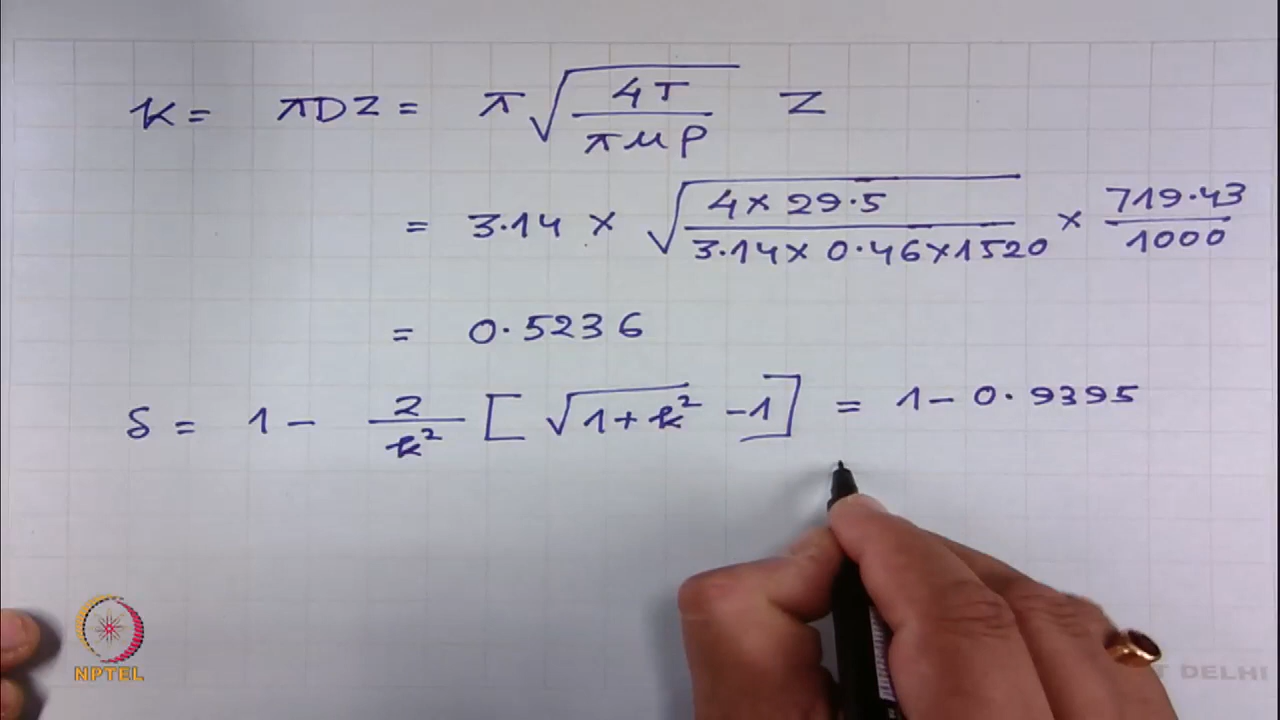 K = πDZ = π√(4T/πμρ) Z
= 3.14 × √(4×29.5/3.14×0.46×1520) × 719.43/1000
= 0.5236
δ = 1 - 2/k² [√(1+k²) - 1] = 1 - 0.9395
NPTEL
T DELHI